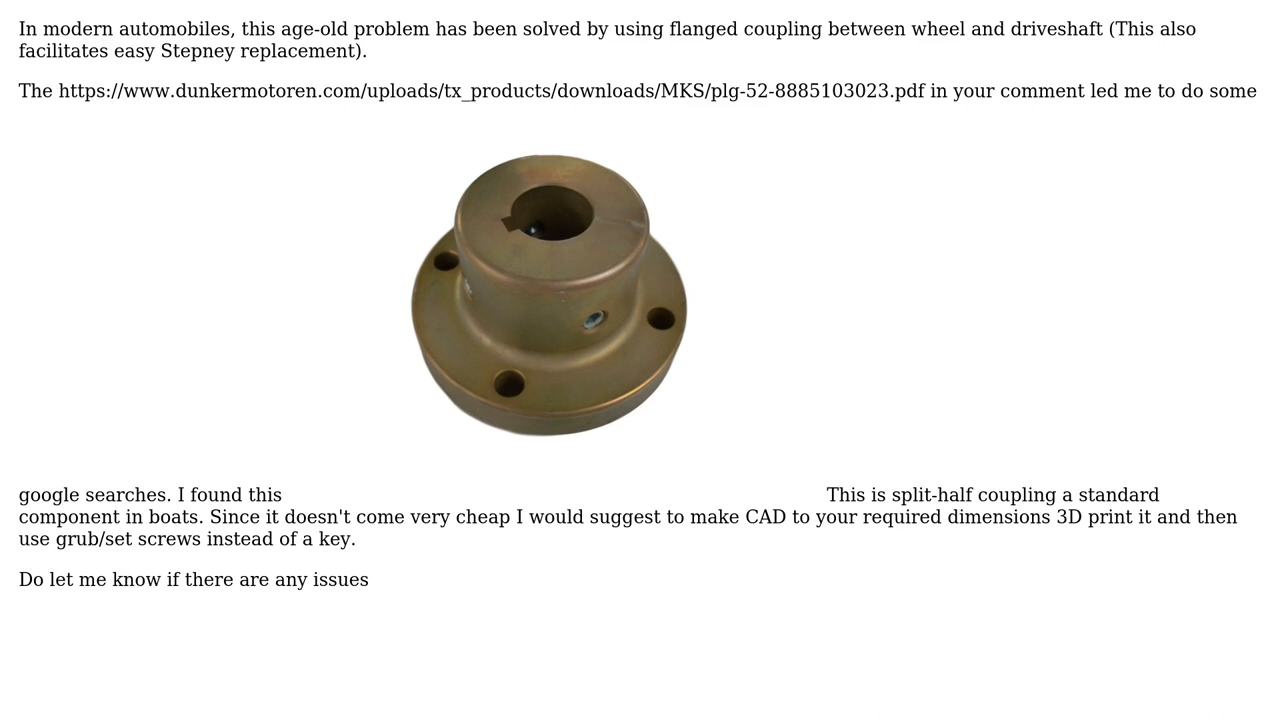 In modern automobiles, this age-old problem has been solved by using flanged coupling between wheel and driveshaft (This also
facilitates easy Stepney replacement).
The https://www.dunkermotoren.com/uploads/tx_products/downloads/MKS/plg-52-8885103023.pdf in your comment led me to do some
google searches. I found this This is split-half coupling a standard
component in boats. Since it doesn't come very cheap I would suggest to make CAD to your required dimensions 3D print it and then
use grub/set screws instead of a key.
Do let me know if there are any issues